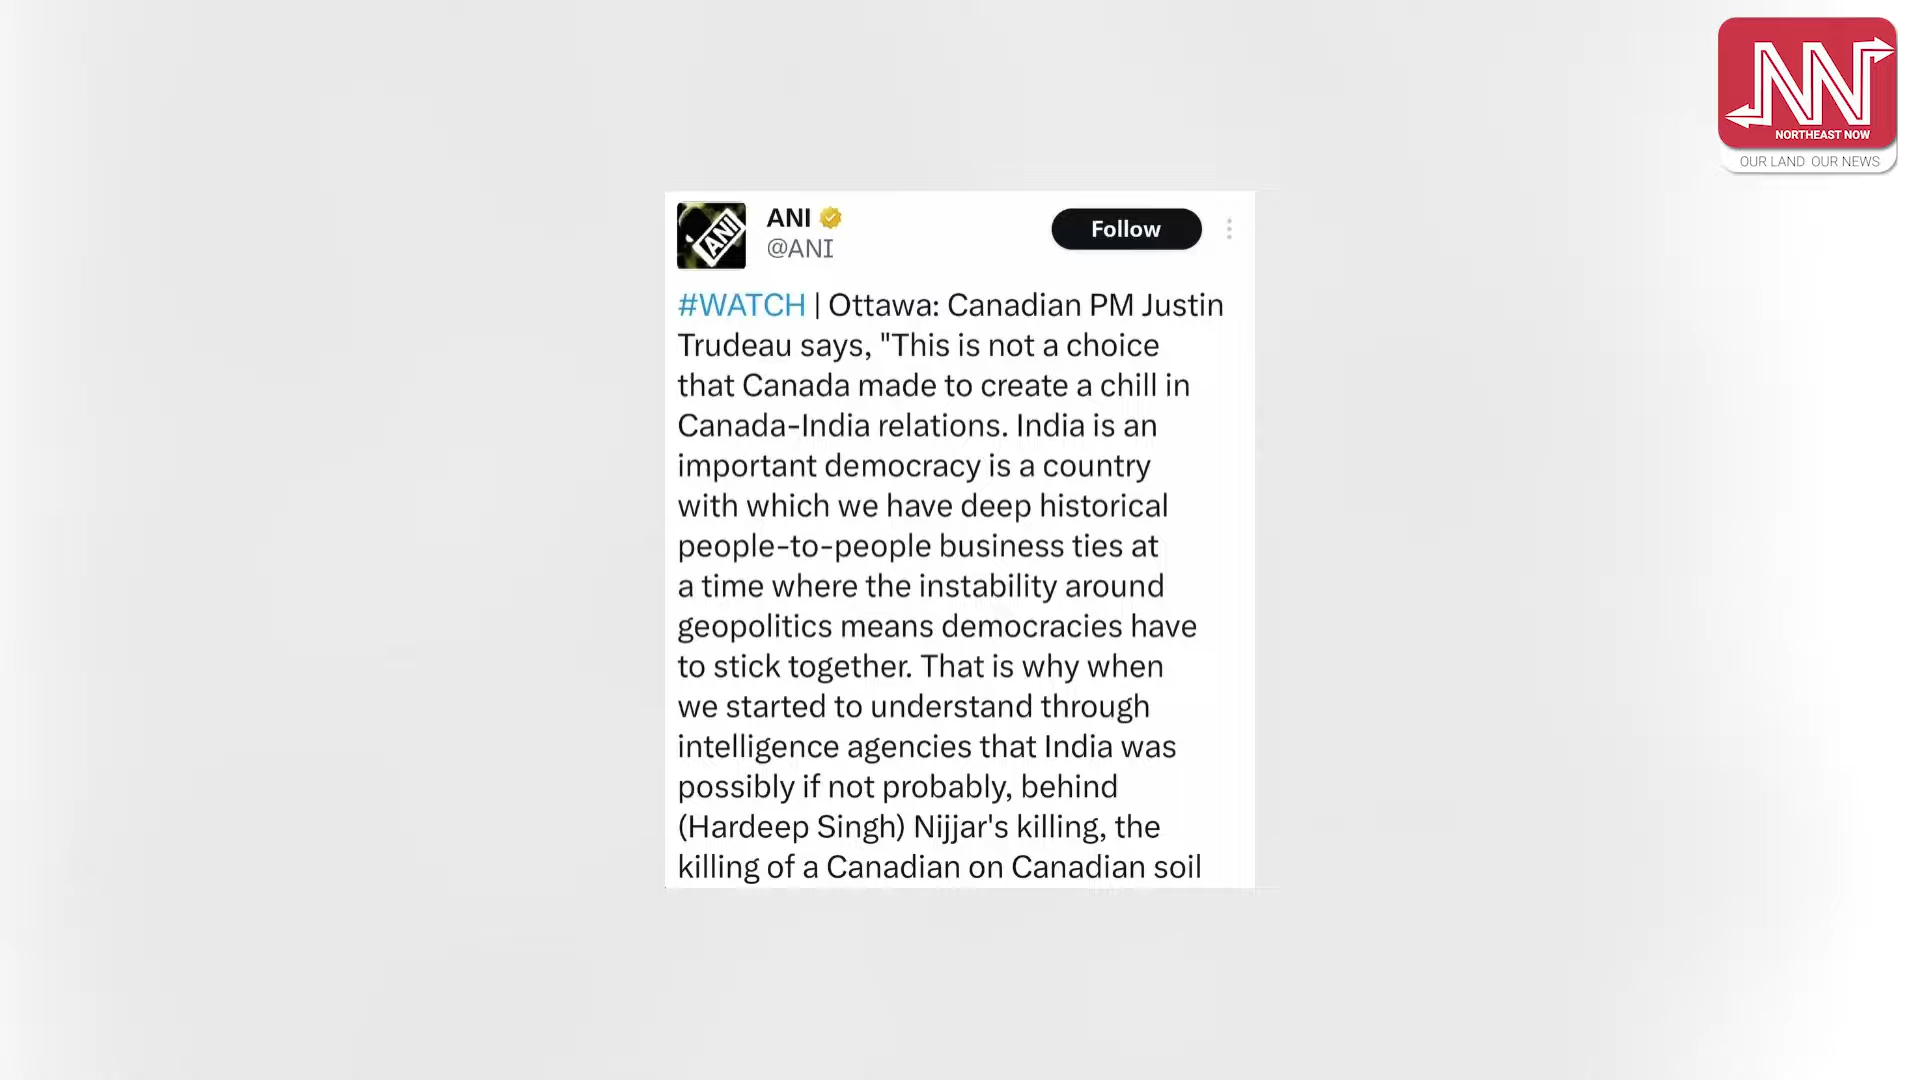 NN
NORTHEAST NOW
OUR LAND OUR NEWS
ANI
ANI
@ANI
Follow
#WATCH | Ottawa: Canadian PM Justin
Trudeau says, "This is not a choice
that Canada made to create a chill in
Canada-India relations. India is an
important democracy is a country
with which we have deep historical
people-to-people business ties at
a time where the instability around
geopolitics means democracies have
to stick together. That is why when
we started to understand through
intelligence agencies that India was
possibly if not probably, behind
(Hardeep Singh) Nijjar's killing, the
killing of a Canadian on Canadian soil